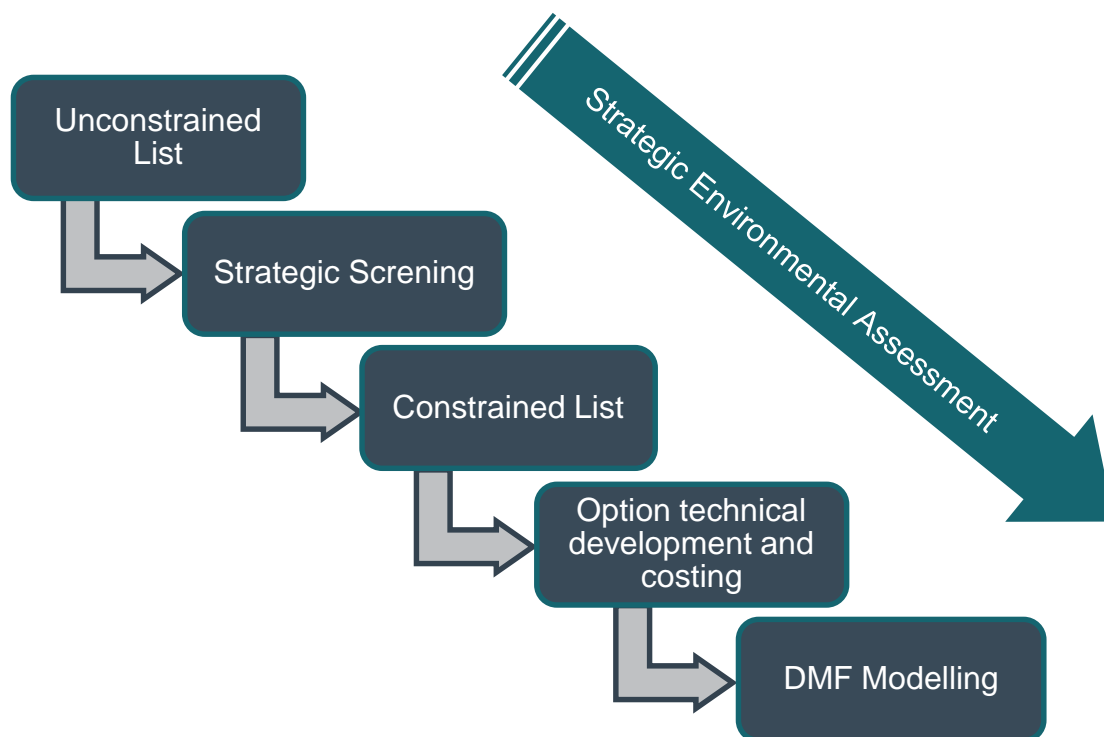 Unconstrained
List
Strategic Screning
Constrained List
Option technical
development and
costing
DMF Modelling
Strategic Environmental Assessment